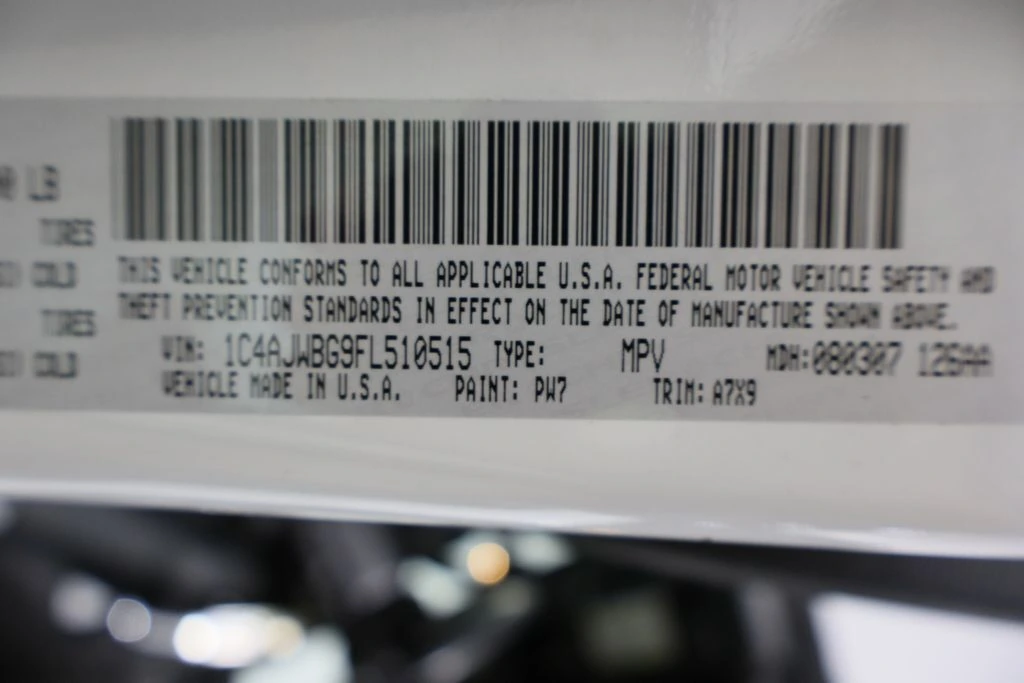 LB
TIRES
COLD
THIS VEHICLE CONFORMS TO ALL APPLICABLE U.S.A. FEDERAL MOTOR VEHICLE SAFETY AND
THEFT PREVENTION STANDARDS IN EFFECT ON THE DATE OF MANUFACTURE SHOWN ABOVE.
TIRES
VIN: 1C4AJWBG9FL510515 TYPE: MPV MDH:080307 126AA
COLD
VEHICLE MADE IN U.S.A. PAINT: PW7 TRIM: A7X9